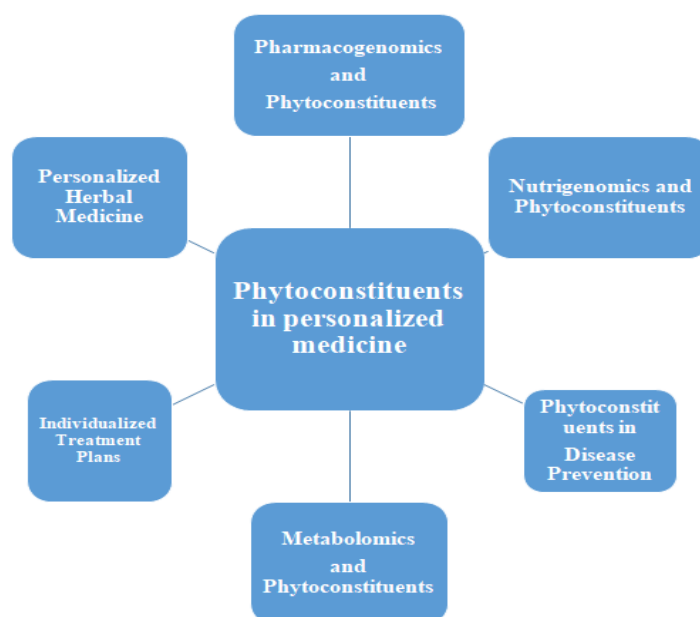 Pharmacogenomics
and
Phytoconstituents
Personalized
Herbal
Medicine
Nutrigenomics and
Phytoconstituents
Phytoconstituents
in personalized
medicine
Individualized
Treatment
Plans
Phytoconstit
uents in
Disease
Prevention
Metabolomics
and
Phytoconstituents